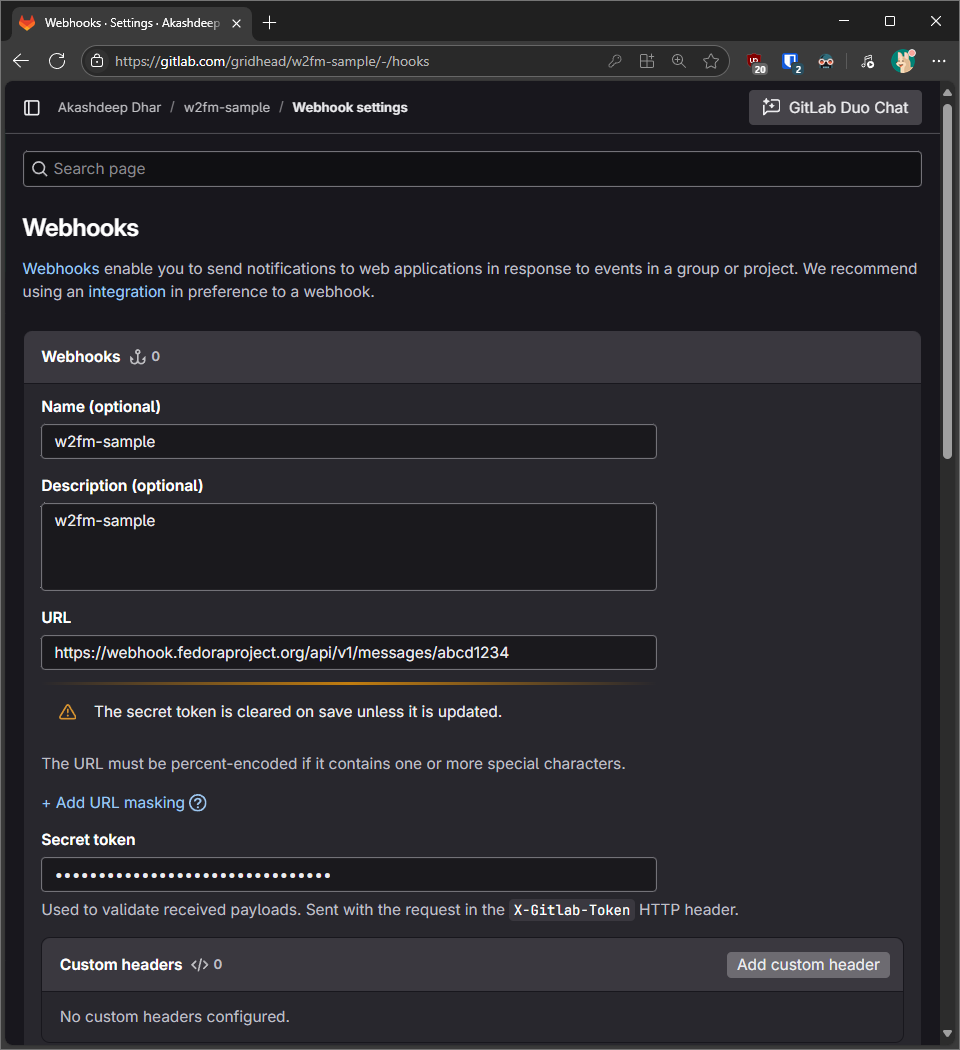 Webhooks · Settings · Akashdeep
https://gitlab.com/gridhead/w2fm-sample/-/hooks
20
2
Akashdeep Dhar / w2fm-sample / Webhook settings
GitLab Duo Chat
Search page
Webhooks
Webhooks enable you to send notifications to web applications in response to events in a group or project. We recommend
using an integration in preference to a webhook.
Webhooks 0
Name (optional)
w2fm-sample
Description (optional)
w2fm-sample
URL
https://webhook.fedoraproject.org/api/v1/messages/abcd1234
The secret token is cleared on save unless it is updated.
The URL must be percent-encoded if it contains one or more special characters.
+ Add URL masking
Secret token
••••••••••••••••••••••••••••••••
Used to validate received payloads. Sent with the request in the X-Gitlab-Token HTTP header.
Custom headers </> 0
Add custom header
No custom headers configured.